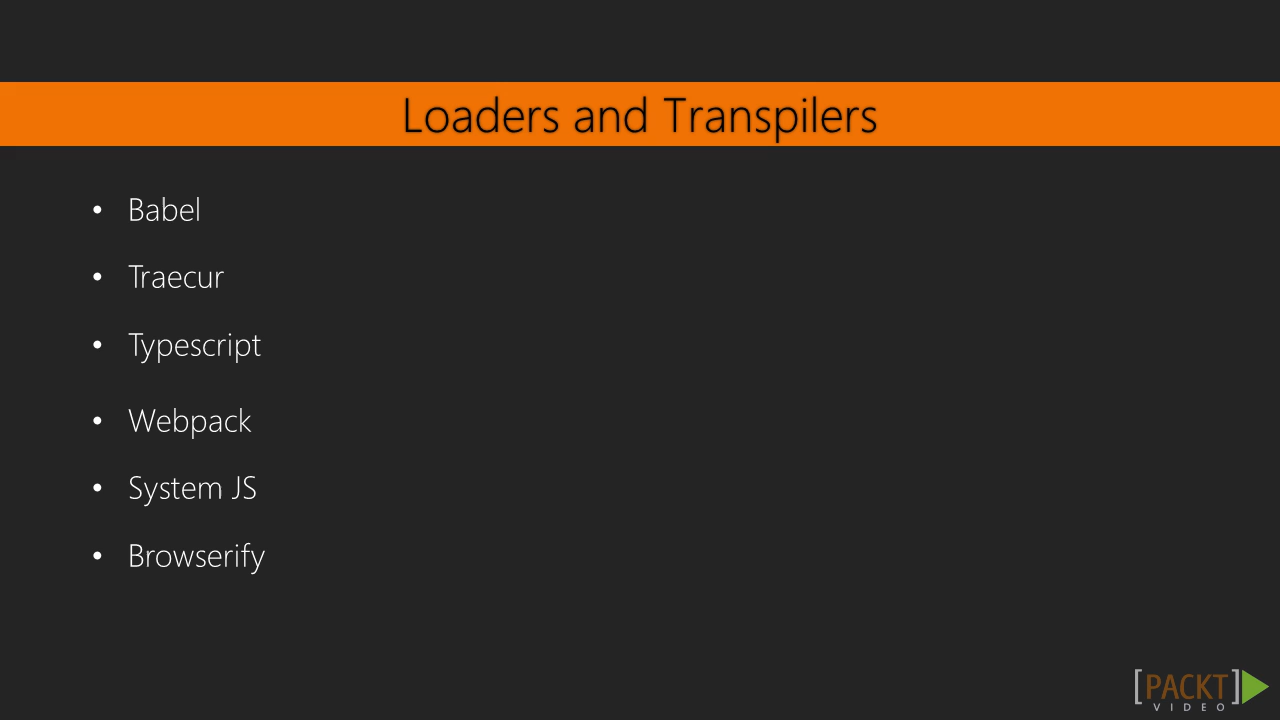 Loaders and Transpilers
• Babel
• Traecur
• Typescript
• Webpack
• System JS
• Browserify
[PACKT]
VIDEO